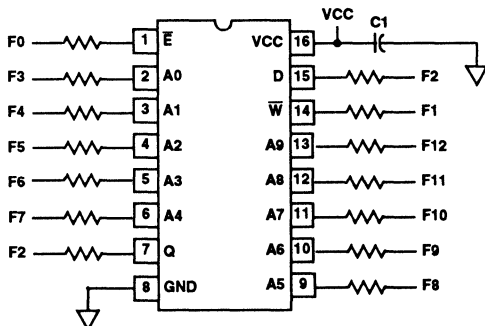 VCC C1
F0 1 E̅ VCC 16
F3 2 A0 D 15 F2
F4 3 A1 W̅ 14 F1
F5 4 A2 A9 13 F12
F6 5 A3 A8 12 F11
F7 6 A4 A7 11 F10
F2 7 Q A6 10 F9
8 GND A5 9 F8